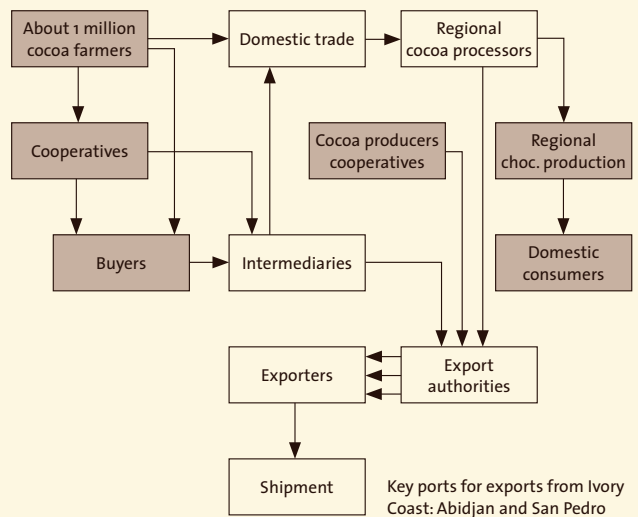 About 1 million
cocoa farmers
Domestic trade
Regional
cocoa processors
Cooperatives
Cocoa producers
cooperatives
Regional
choc. production
Buyers
Intermediaries
Domestic
consumers
Exporters
Export
authorities
Shipment
Key ports for exports from Ivory
Coast: Abidjan and San Pedro